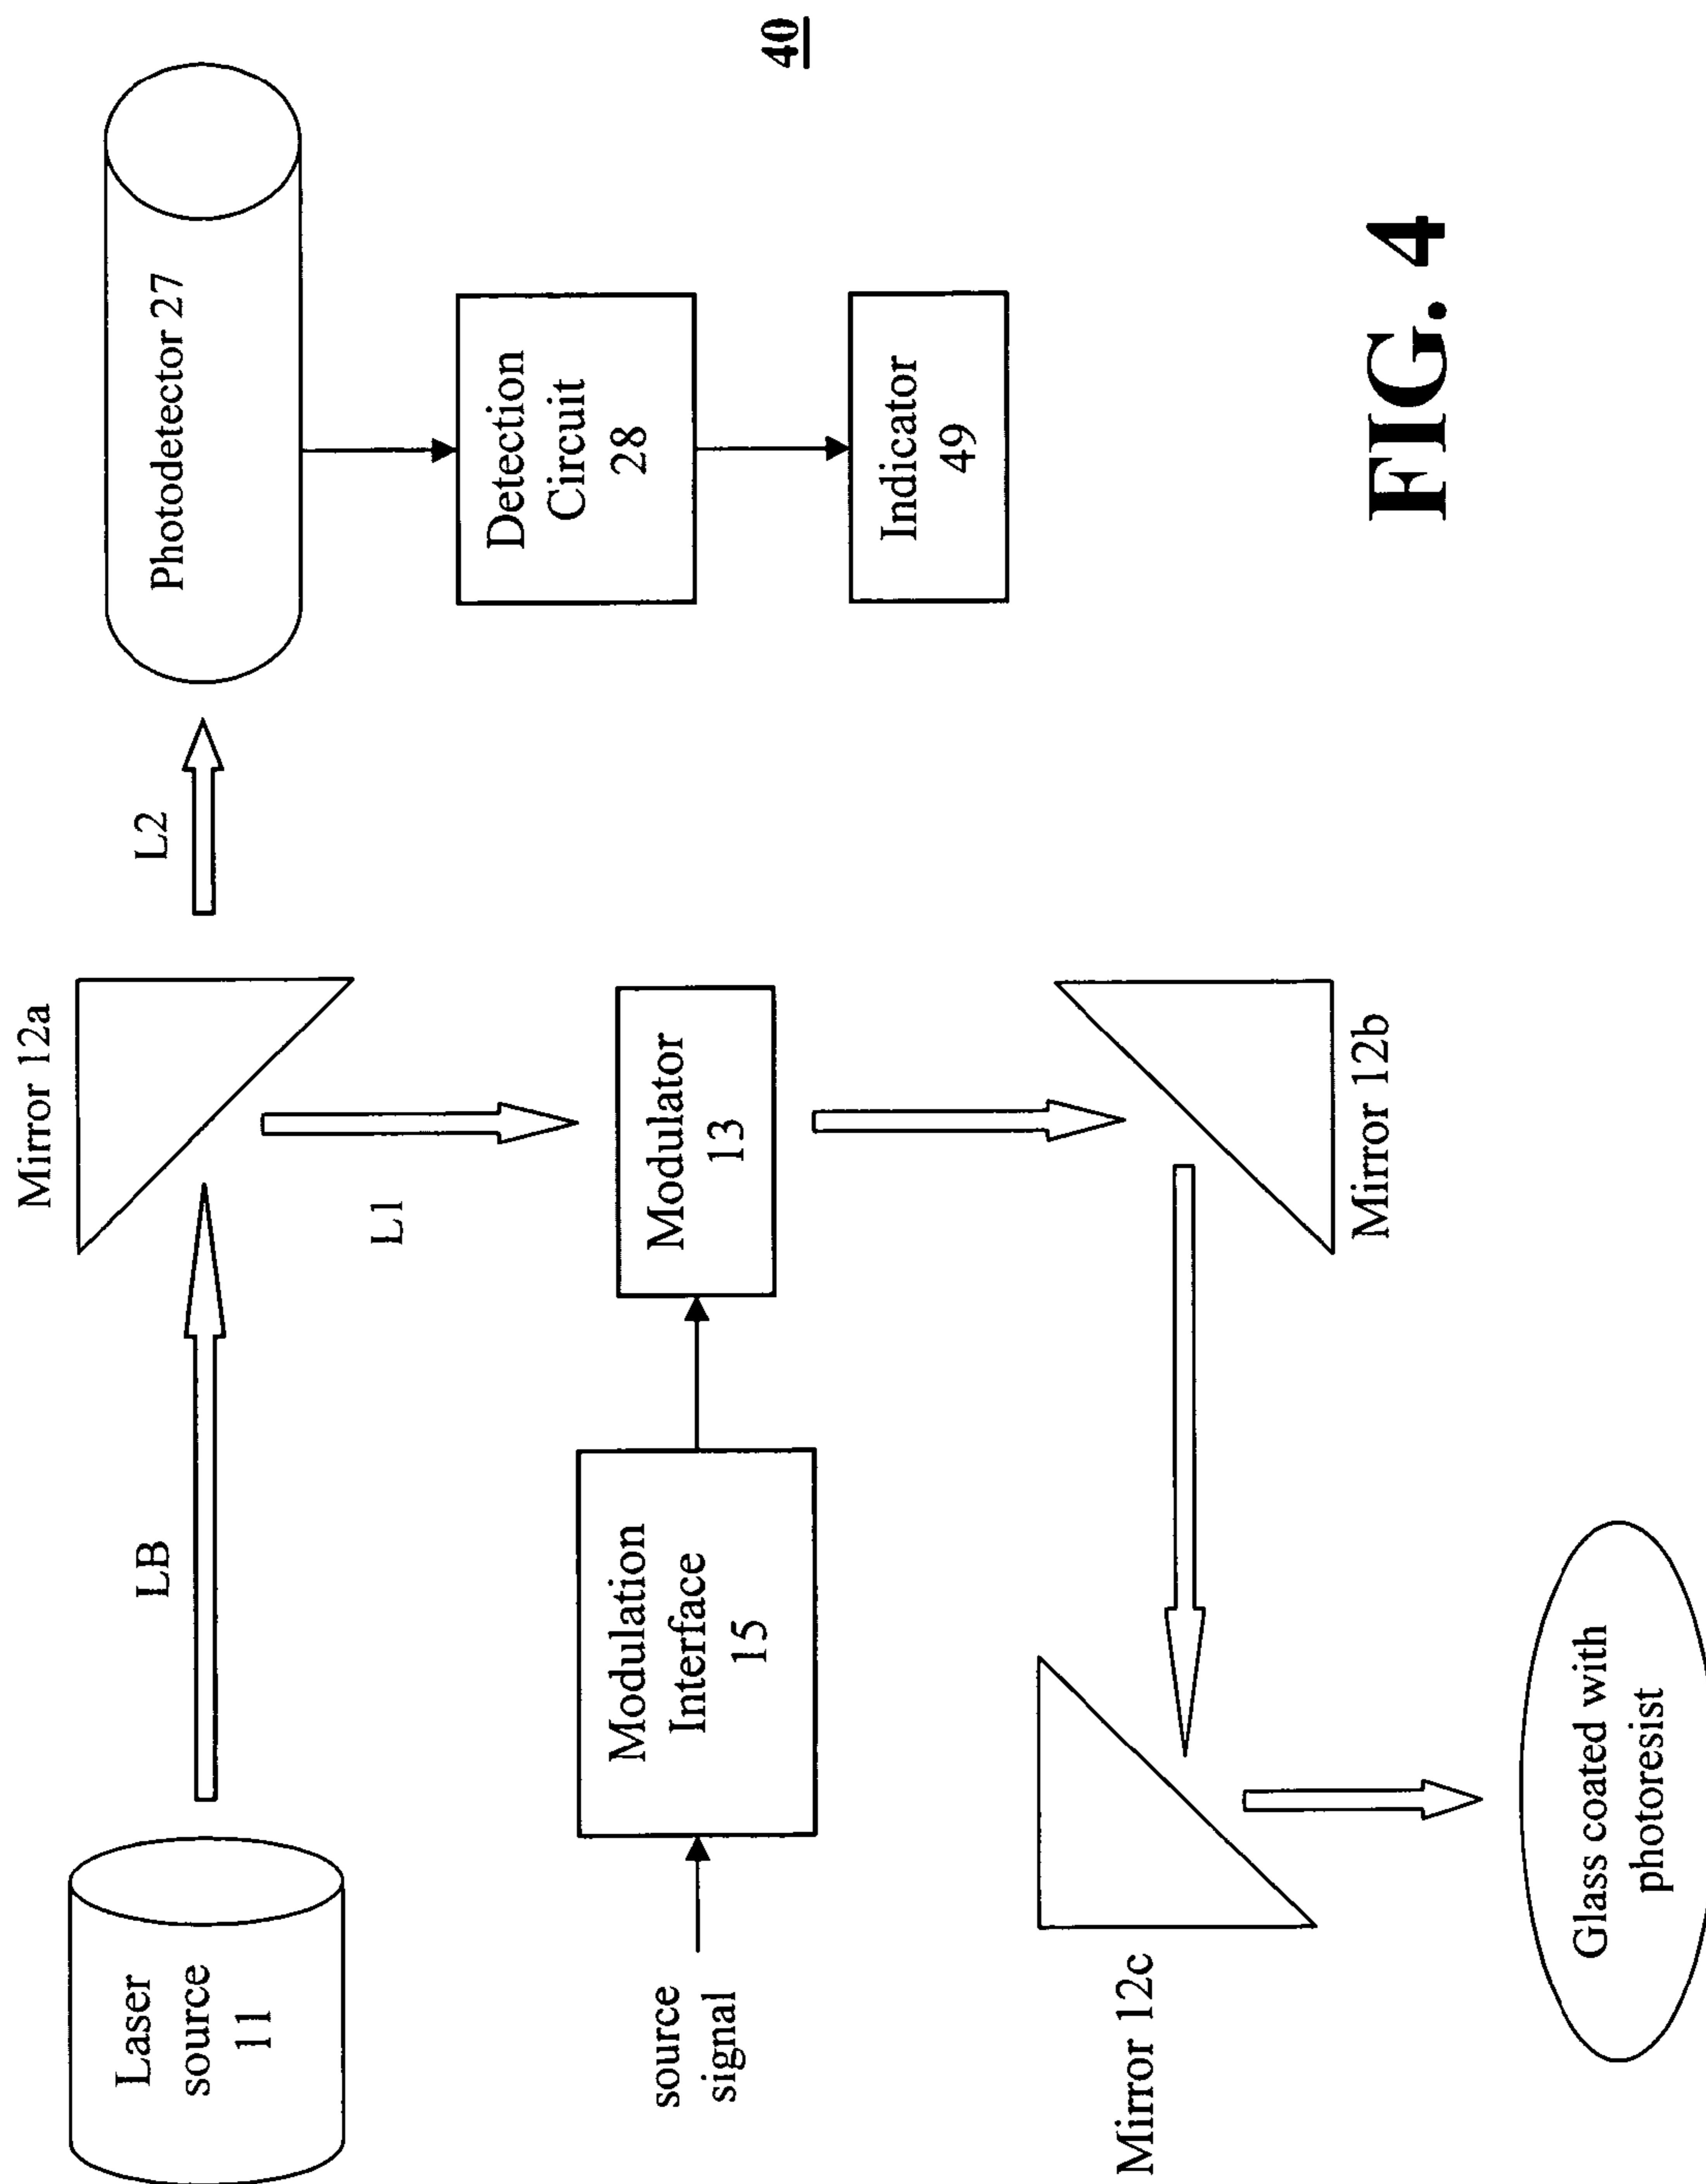 40
Mirror 12a
LB
L2
Laser
source
11
Photodetector 27
L1
source
signal
Modulation
Interface
15
Modulator
13
Detection
Circuit
28
Indicator
49
Mirror 12c
Mirror 12b
Glass coated with
photoresist
FIG. 4